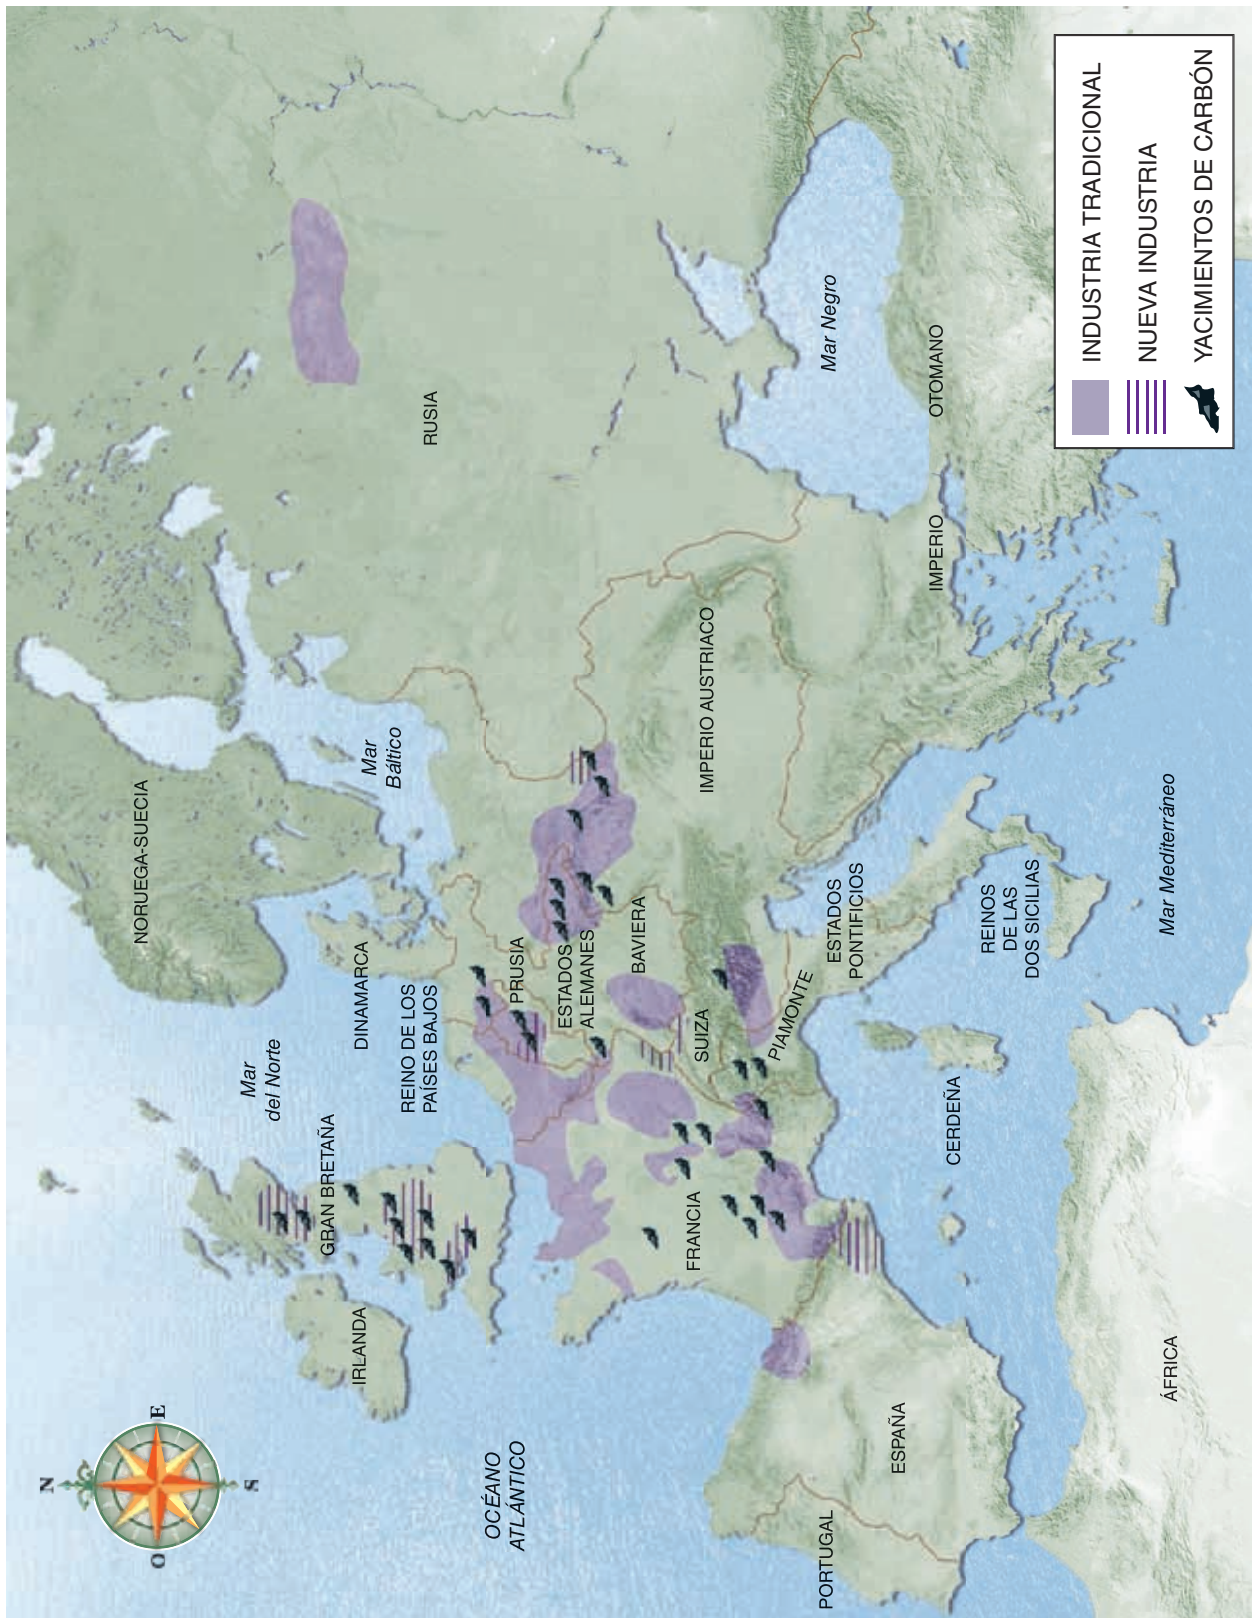 N
O
E
S
NORUEGA-SUECIA
Mar
del Norte
DINAMARCA
Mar
Báltico
RUSIA
GRAN BRETAÑA
IRLANDA
REINO DE LOS
PAÍSES BAJOS
PRUSIA
ESTADOS
ALEMANES
BAVIERA
OCÉANO
ATLÁNTICO
FRANCIA
SUIZA
IMPERIO AUSTRIACO
PIAMONTE
ESTADOS
PONTIFICIOS
Mar Negro
PORTUGAL
ESPAÑA
CERDEÑA
REINOS
DE LAS
DOS SICILIAS
IMPERIO
OTOMANO
Mar Mediterráneo
ÁFRICA
INDUSTRIA TRADICIONAL
NUEVA INDUSTRIA
YACIMIENTOS DE CARBÓN